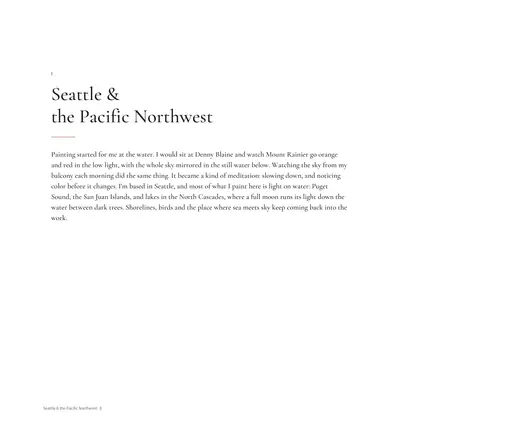 1
Seattle &
the Pacific Northwest
Painting started for me at the water. I would sit at Denny Blaine and watch Mount Rainier go orange
and red in the low light, with the whole sky mirrored in the still water below. Watching the sky from my
balcony each morning did the same thing. It became a kind of meditation: slowing down, and noticing
color before it changes. I'm based in Seattle, and most of what I paint here is light on water: Puget
Sound, the San Juan Islands, and lakes in the North Cascades, where a full moon runs its light down the
water between dark trees. Shorelines, birds and the place where sea meets sky keep coming back into the
work.
Seattle & the Pacific Northwest